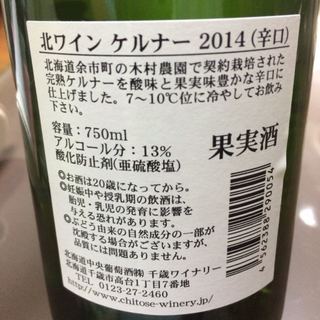 北ワイン ケルナー 2014(辛口)
北海道余市町の木村農園で契約栽培された
完熟ケルナーを酸味と果実味豊かな辛口に
仕上げました。7〜10℃位に冷やしてお飲み
下さい。
容量：750ml
アルコール分：13%
酸化防止剤(亜硫酸塩)
果実酒
◎お酒は20歳になってから。
◎妊娠中や授乳期の飲酒は、
胎児・乳児の発育に影響を
与える恐れがあります。
◎ぶどう由来の自然成分の一部が
沈殿する場合がございますが、
品質には問題ありません。
北海道中央葡萄酒㈱ 千歳ワイナリー
北海道千歳市高台1丁目7番地
TEL 0123-27-2460
http://www.chitose-winery.jp/
4 562388 290054